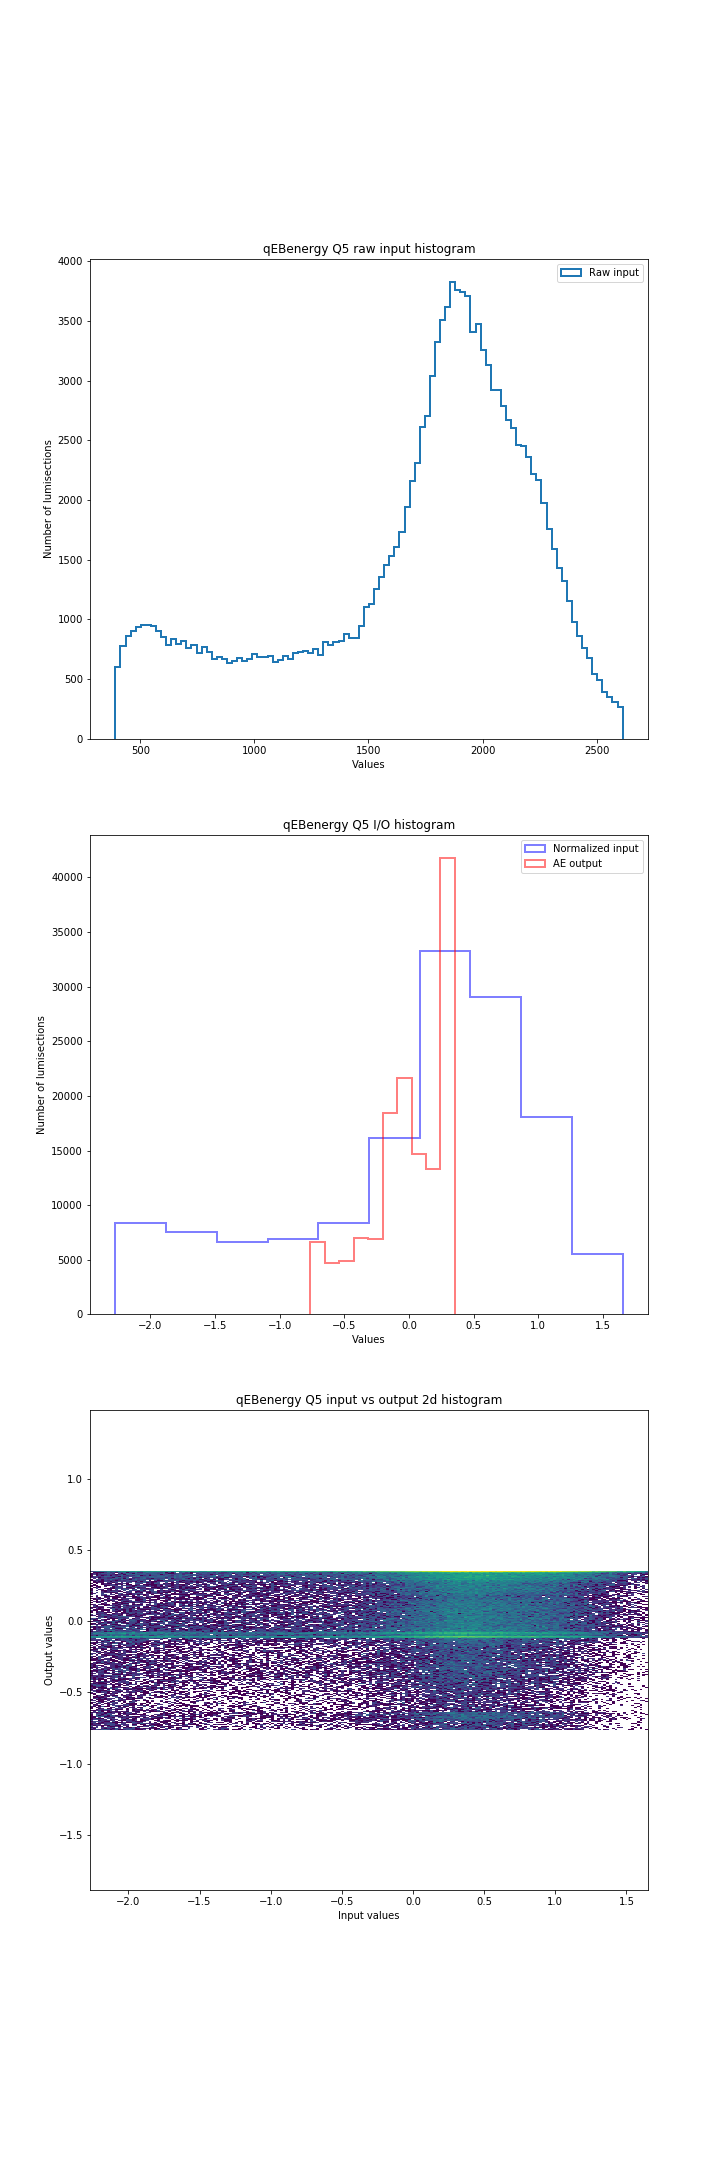 qEBenergy Q5 raw input histogram
4000
3500
3000
2500
2000
1500
1000
500
0
Number of lumisections
Raw input
500 1000 1500 2000 2500
Values
qEBenergy Q5 I/O histogram
40000
35000
30000
25000
20000
15000
10000
5000
0
Number of lumisections
Normalized input
AE output
−2.0 −1.5 −1.0 −0.5 0.0 0.5 1.0 1.5
Values
qEBenergy Q5 input vs output 2d histogram
1.0
0.5
0.0
−0.5
−1.0
−1.5
Output values
−2.0 −1.5 −1.0 −0.5 0.0 0.5 1.0 1.5
Input values